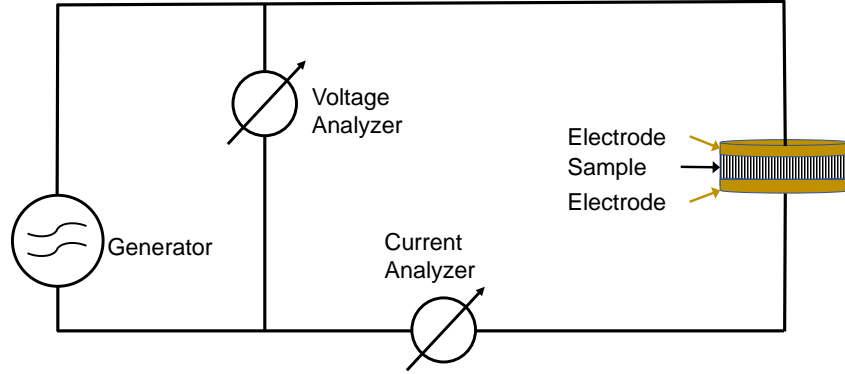 Voltage
Analyzer
Electrode
Sample
Electrode
Generator
Current
Analyzer